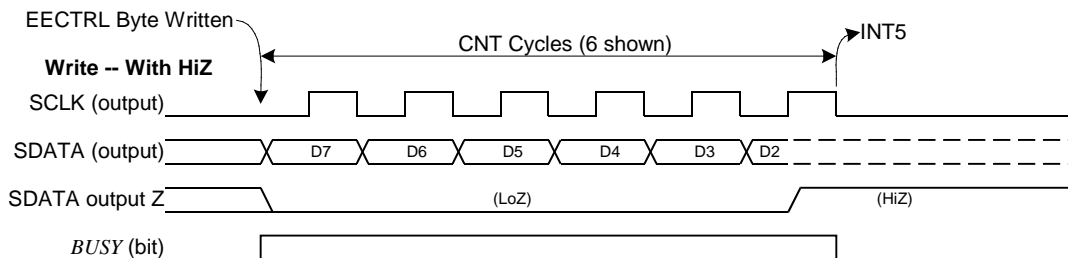 EECTRL Byte Written
CNT Cycles (6 shown)
INT5
Write -- With HiZ
SCLK (output)
SDATA (output)
D7 D6 D5 D4 D3 D2
SDATA output Z
(LoZ)
(HiZ)
BUSY (bit)